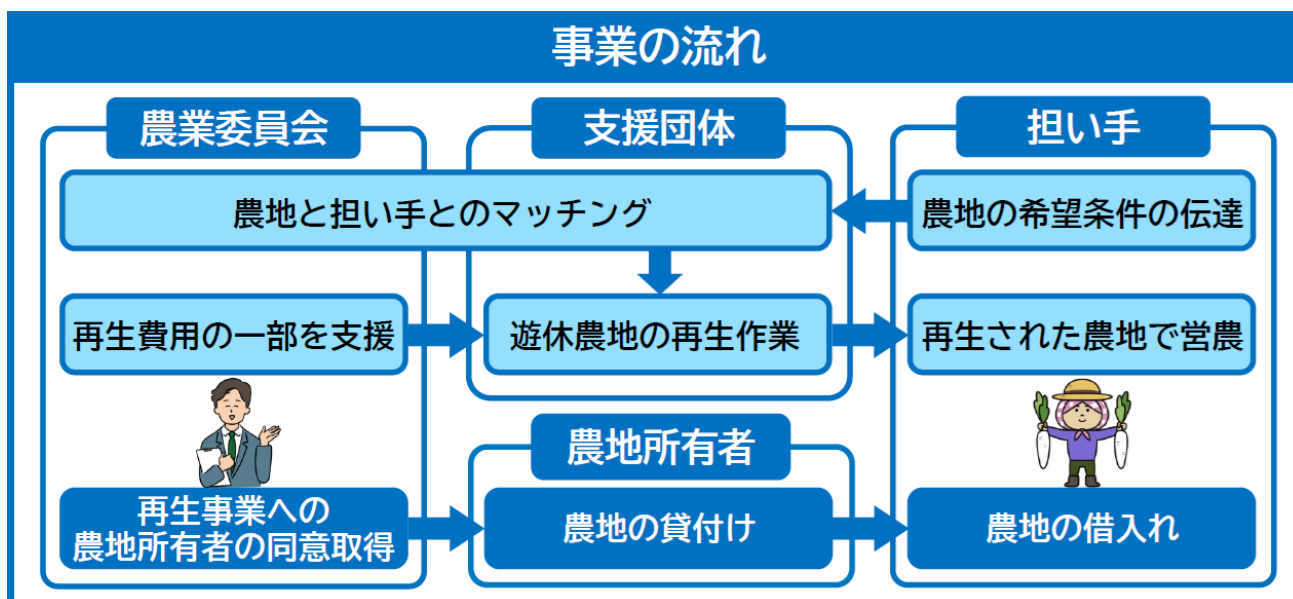 事業の流れ
農業委員会
支援団体
担い手
農地と担い手とのマッチング
農地の希望条件の伝達
再生費用の一部を支援
遊休農地の再生作業
再生された農地で営農
農地所有者
再生事業への
農地所有者の同意取得
農地の貸付け
農地の借入れ